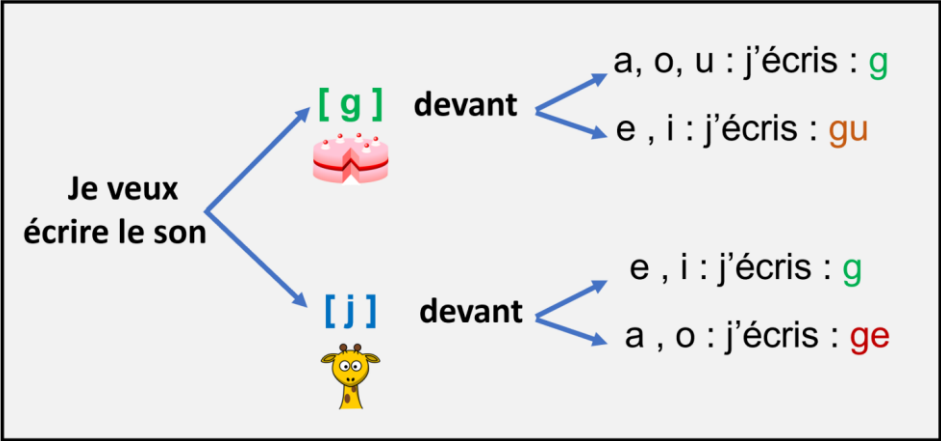 Je veux
écrire le son
[ g ] devant
a, o, u : j’écris : g
e , i : j’écris : gu
[ j ] devant
e , i : j’écris : g
a , o : j’écris : ge